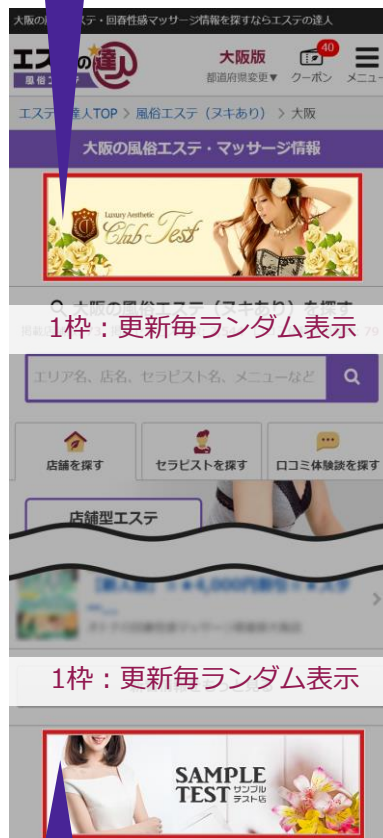 大阪の
ステ・回春性感マッサージ情報を探すならエステの達人
エステの達人
風俗エステ
大阪版
都道府県変更▼
40
クーポン
メニュー
エステ
達人TOP > 風俗エステ（ヌキあり） > 大阪
大阪の風俗エステ・マッサージ情報
Luxury Aesthetic
Club Test
大阪の風俗エステ（ヌキあり）を探す
1枠：更新毎ランダム表示
79
エリア名、店名、セラピスト名、メニューなど
店舗を探す
セラピストを探す
口コミ体験談を探す
店舗型エステ
1枠：更新毎ランダム表示
SAMPLE
TEST サンプルテスト店